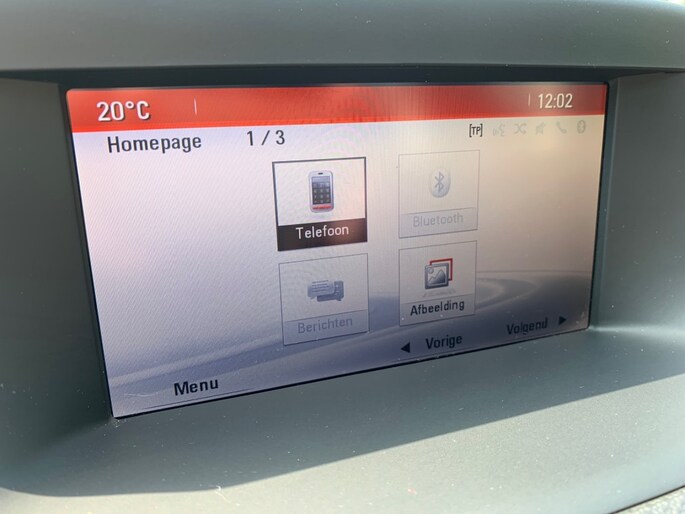 20°C 12:02
Homepage 1 / 3 [TP]
Telefoon Bluetooth
Berichten Afbeelding
◀ Vorige Volgend ▶
Menu